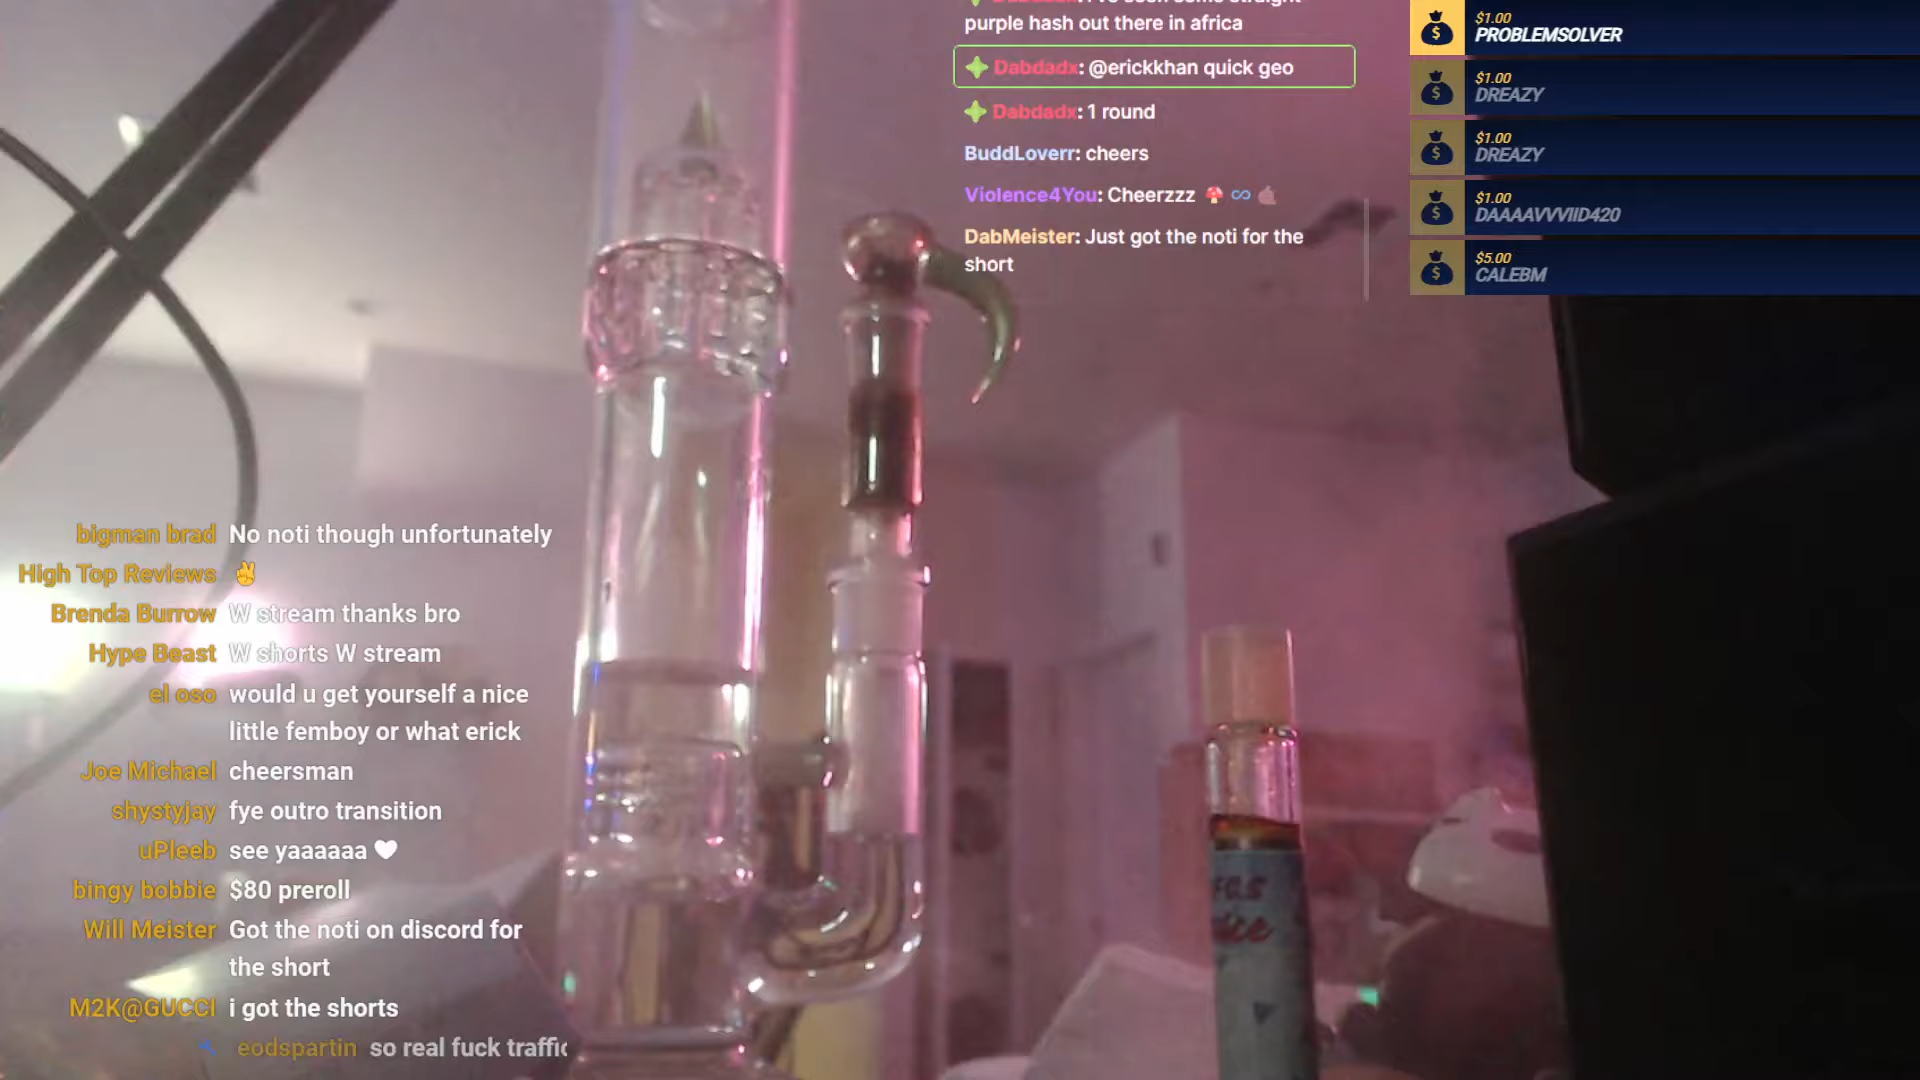 purple hash out there in africa
Dabdadx: @erickkhan quick geo
Dabdadx: 1 round
BuddLoverr: cheers
Violence4You: Cheerzzz
DabMeister: Just got the noti for the
short
$1.00
PROBLEMSOLVER
$1.00
DREAZY
$1.00
DREAZY
$1.00
DAAAAVVVIID420
$5.00
CALEBM
bigman brad No noti though unfortunately
High Top Reviews ✌
Brenda Burrow W stream thanks bro
Hype Beast W shorts W stream
el oso would u get yourself a nice
little femboy or what erick
Joe Michael cheersman
shystyjay fye outro transition
uPleeb see yaaaaaa 🤍
bingy bobbie $80 preroll
Will Meister Got the noti on discord for
the short
M2K@GUCCI i got the shorts
eodspartin so real fuck traffic